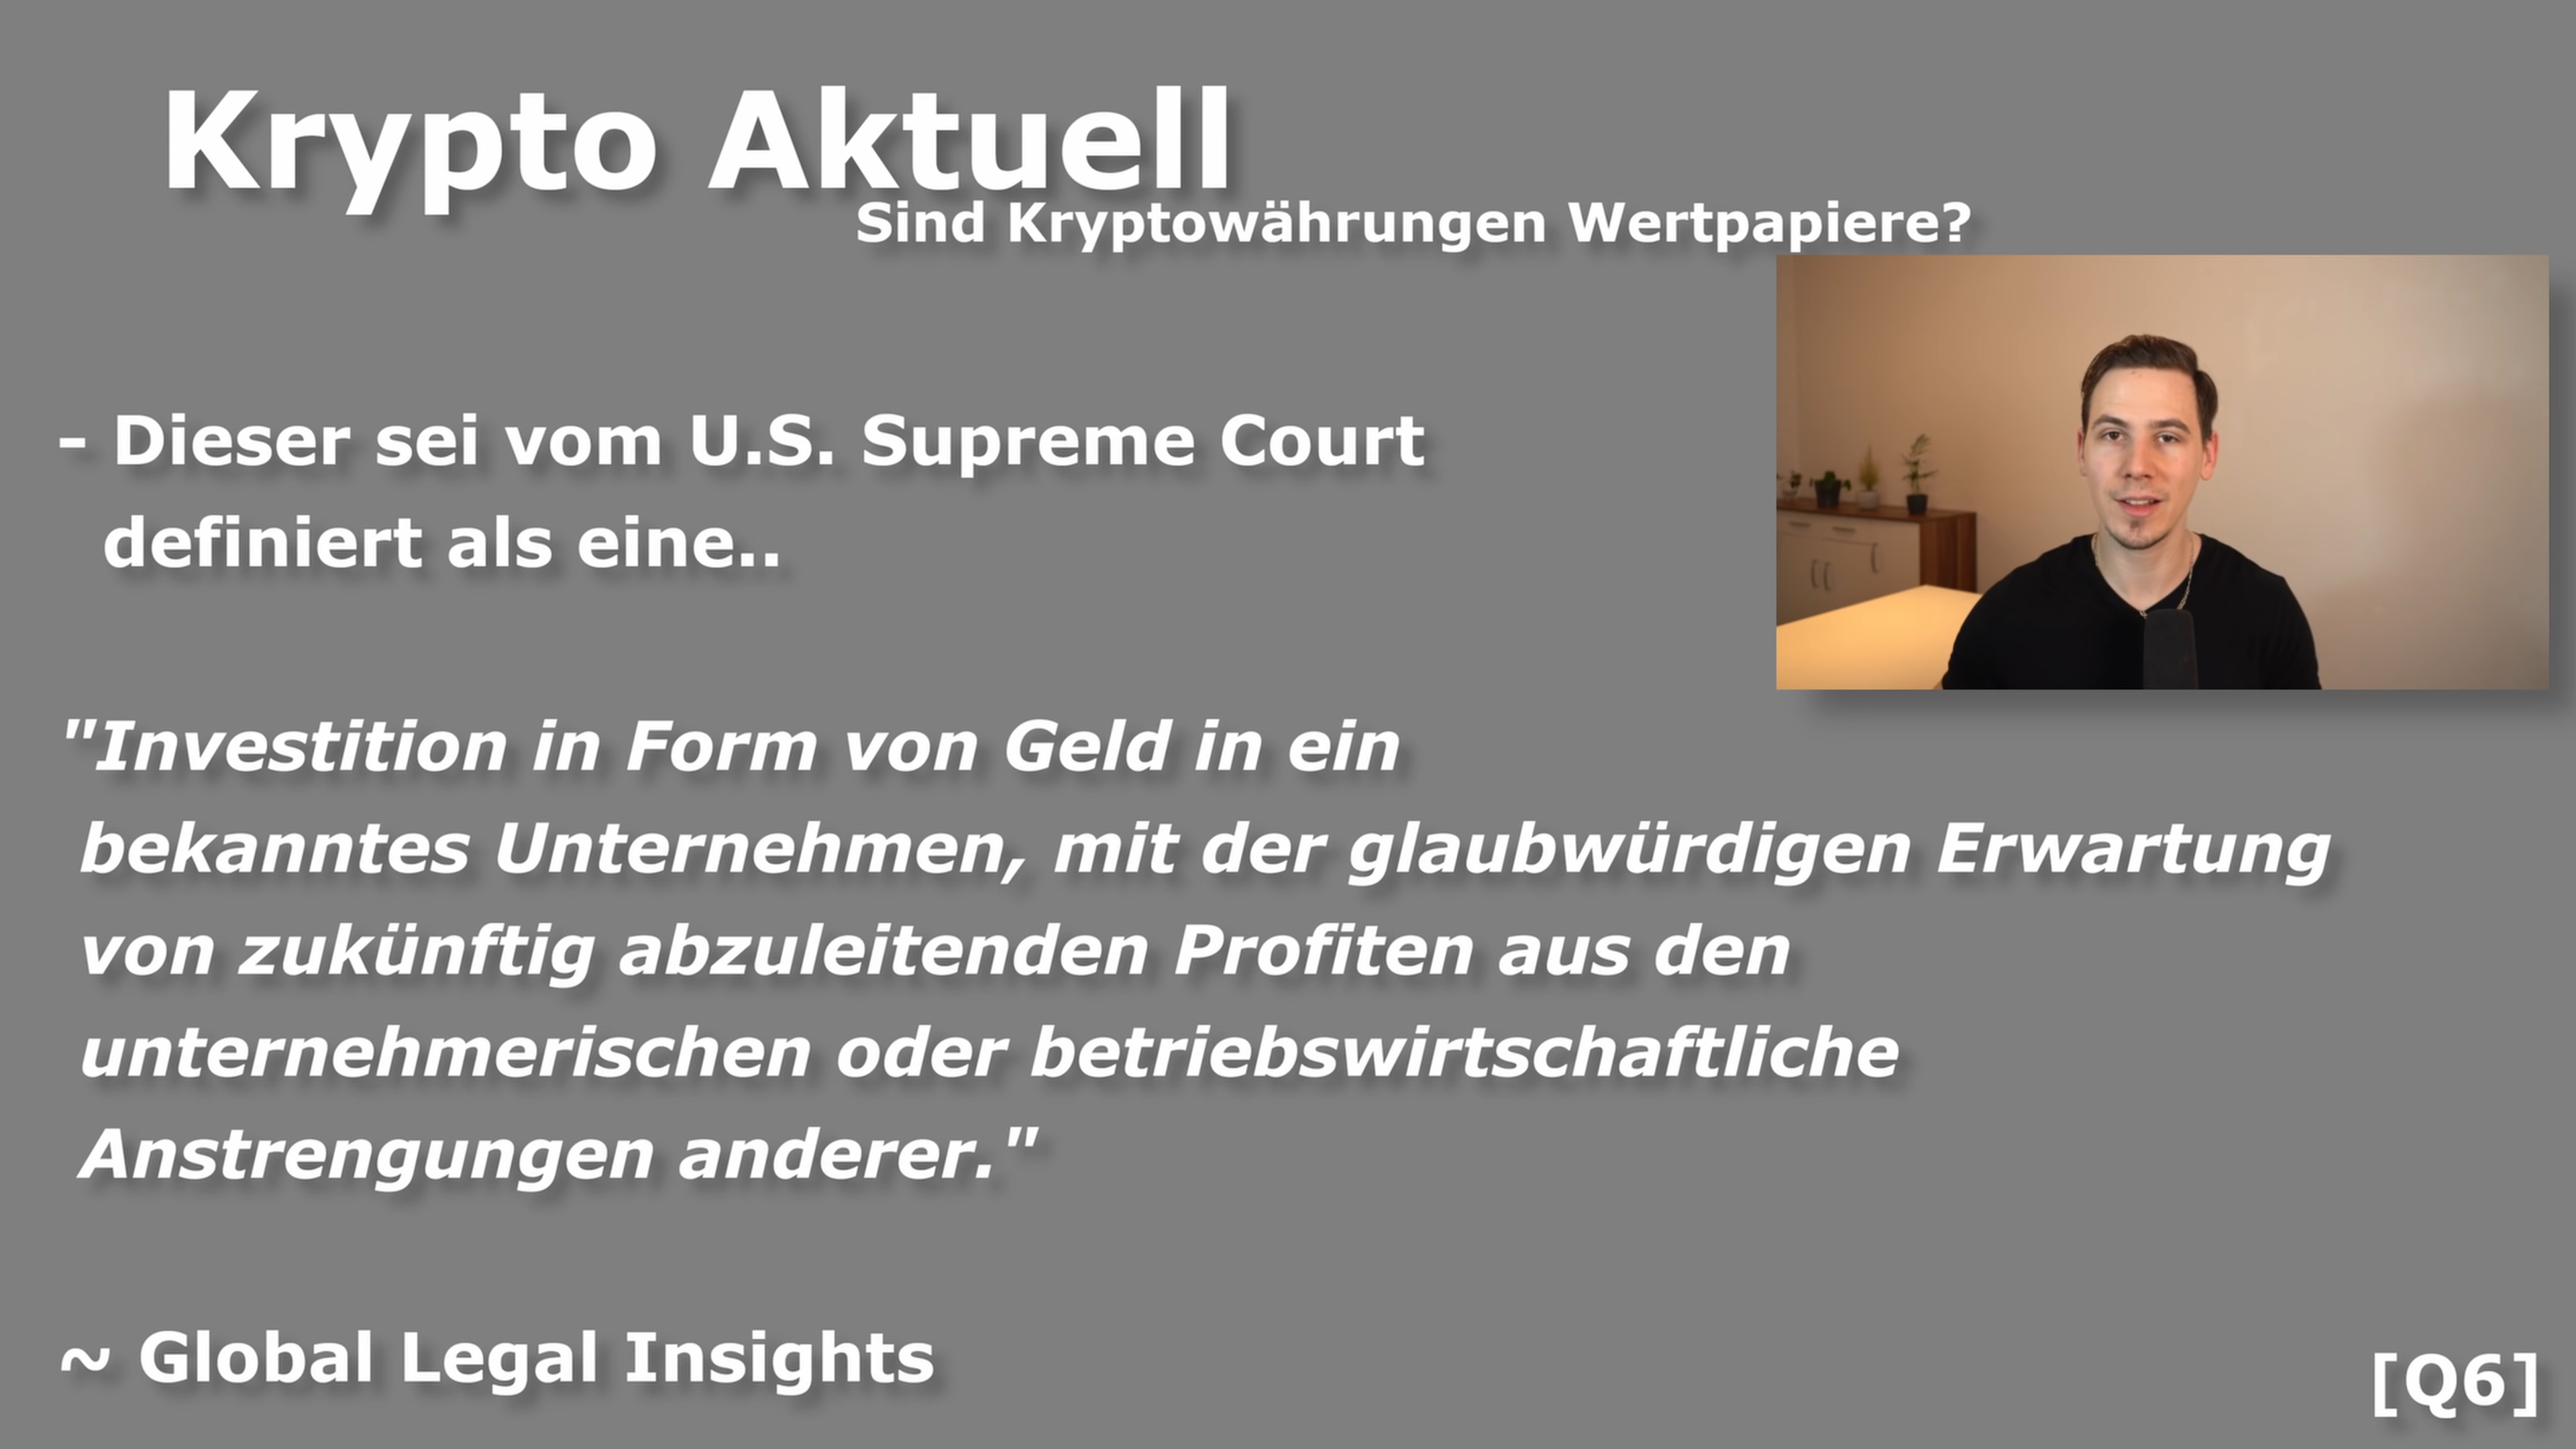 Krypto Aktuell
Sind Kryptowährungen Wertpapiere?
- Dieser sei vom U.S. Supreme Court
definiert als eine..
"Investition in Form von Geld in ein
bekanntes Unternehmen, mit der glaubwürdigen Erwartung
von zukünftig abzuleitenden Profiten aus den
unternehmerischen oder betriebswirtschaftliche
Anstrengungen anderer."
~ Global Legal Insights
[Q6]